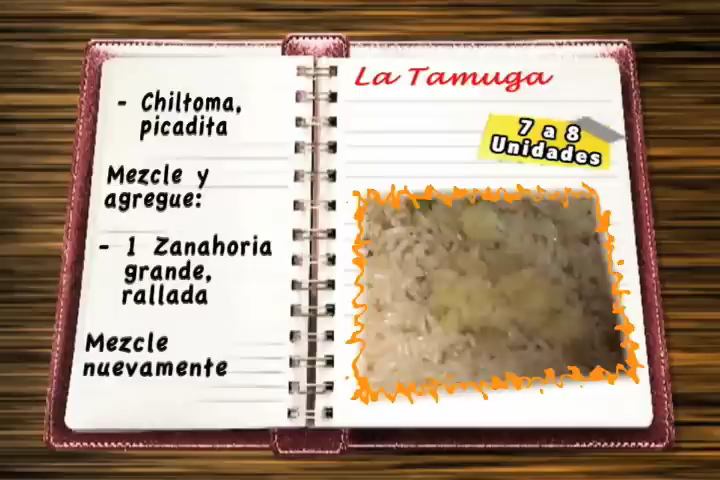 - Chiltoma,
picadita
Mezcle y
agregue:
- 1 Zanahoria
grande,
rallada
Mezcle
nuevamente
La Tamuga
7 a 8
Unidades